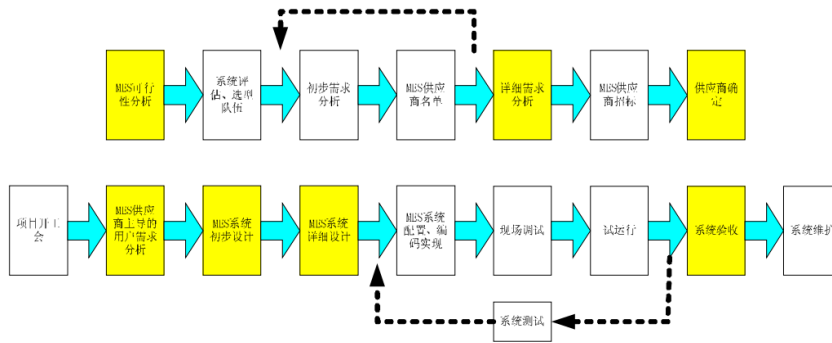 MES可行
性分析
系统评
估、选型
队伍
初步需求
分析
MES供应
商名单
详细需求
分析
MES供应
商招标
供应商确
定
项目开工
会
MES供应
商主导的
用户需求
分析
MES系统
初步设计
MES系统
详细设计
MES系统
配置、编
码实现
现场调试
试运行
系统验收
系统维护
系统测试